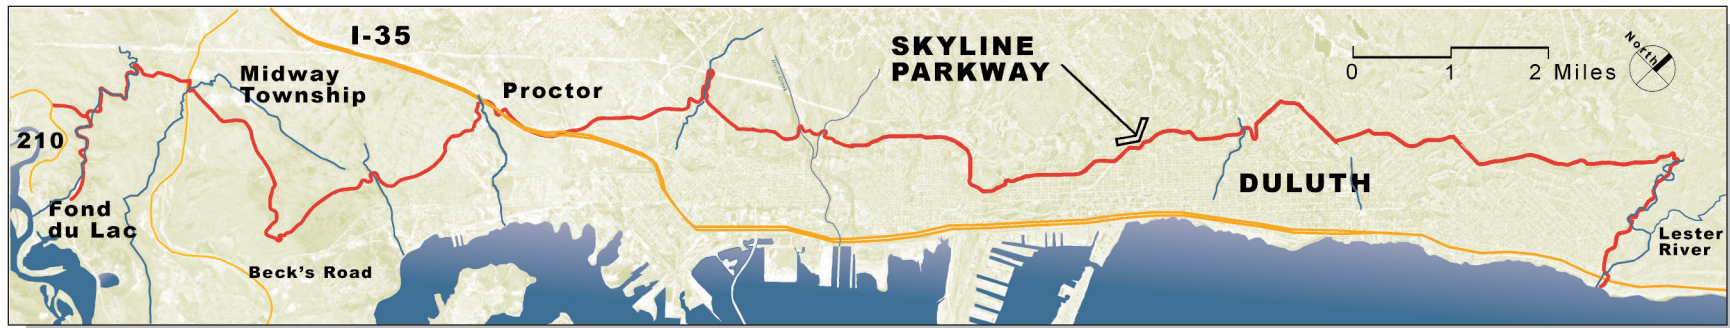 I-35
SKYLINE
PARKWAY
North
0 1 2 Miles
Midway
Township
Proctor
210
DULUTH
Fond
du Lac
Lester
River
Beck's Road